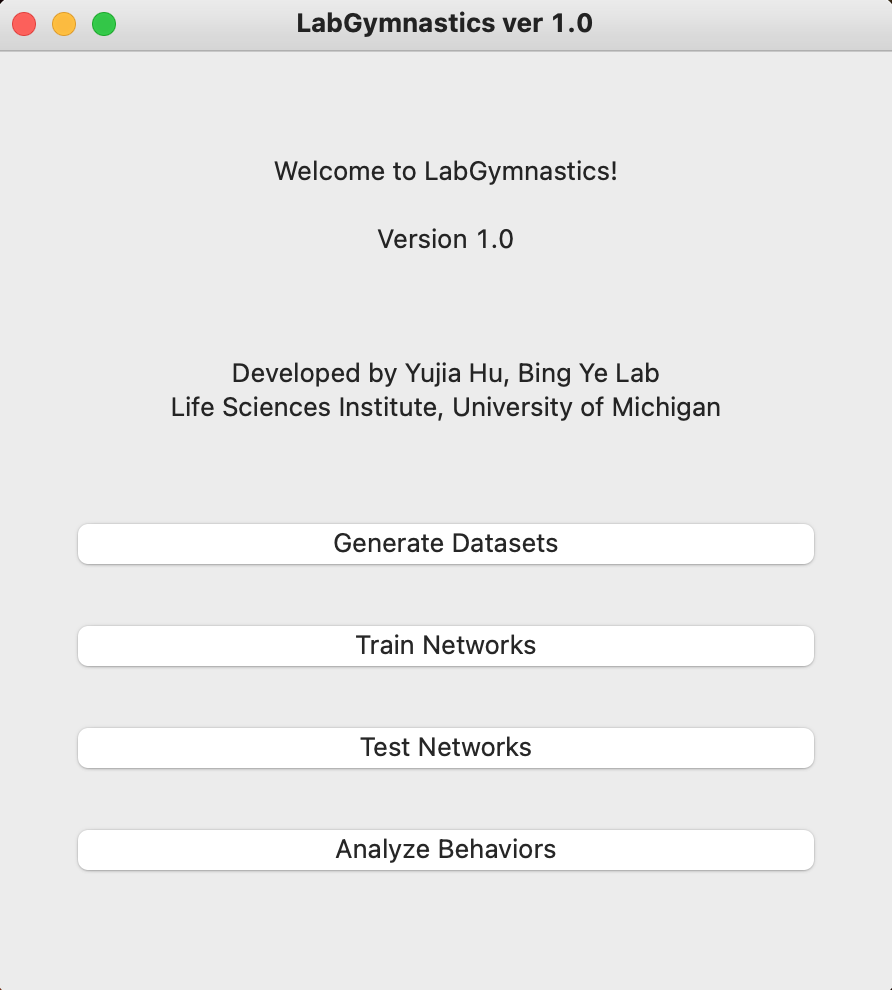 LabGymnastics ver 1.0
Welcome to LabGymnastics!
Version 1.0
Developed by Yujia Hu, Bing Ye Lab
Life Sciences Institute, University of Michigan
Generate Datasets
Train Networks
Test Networks
Analyze Behaviors